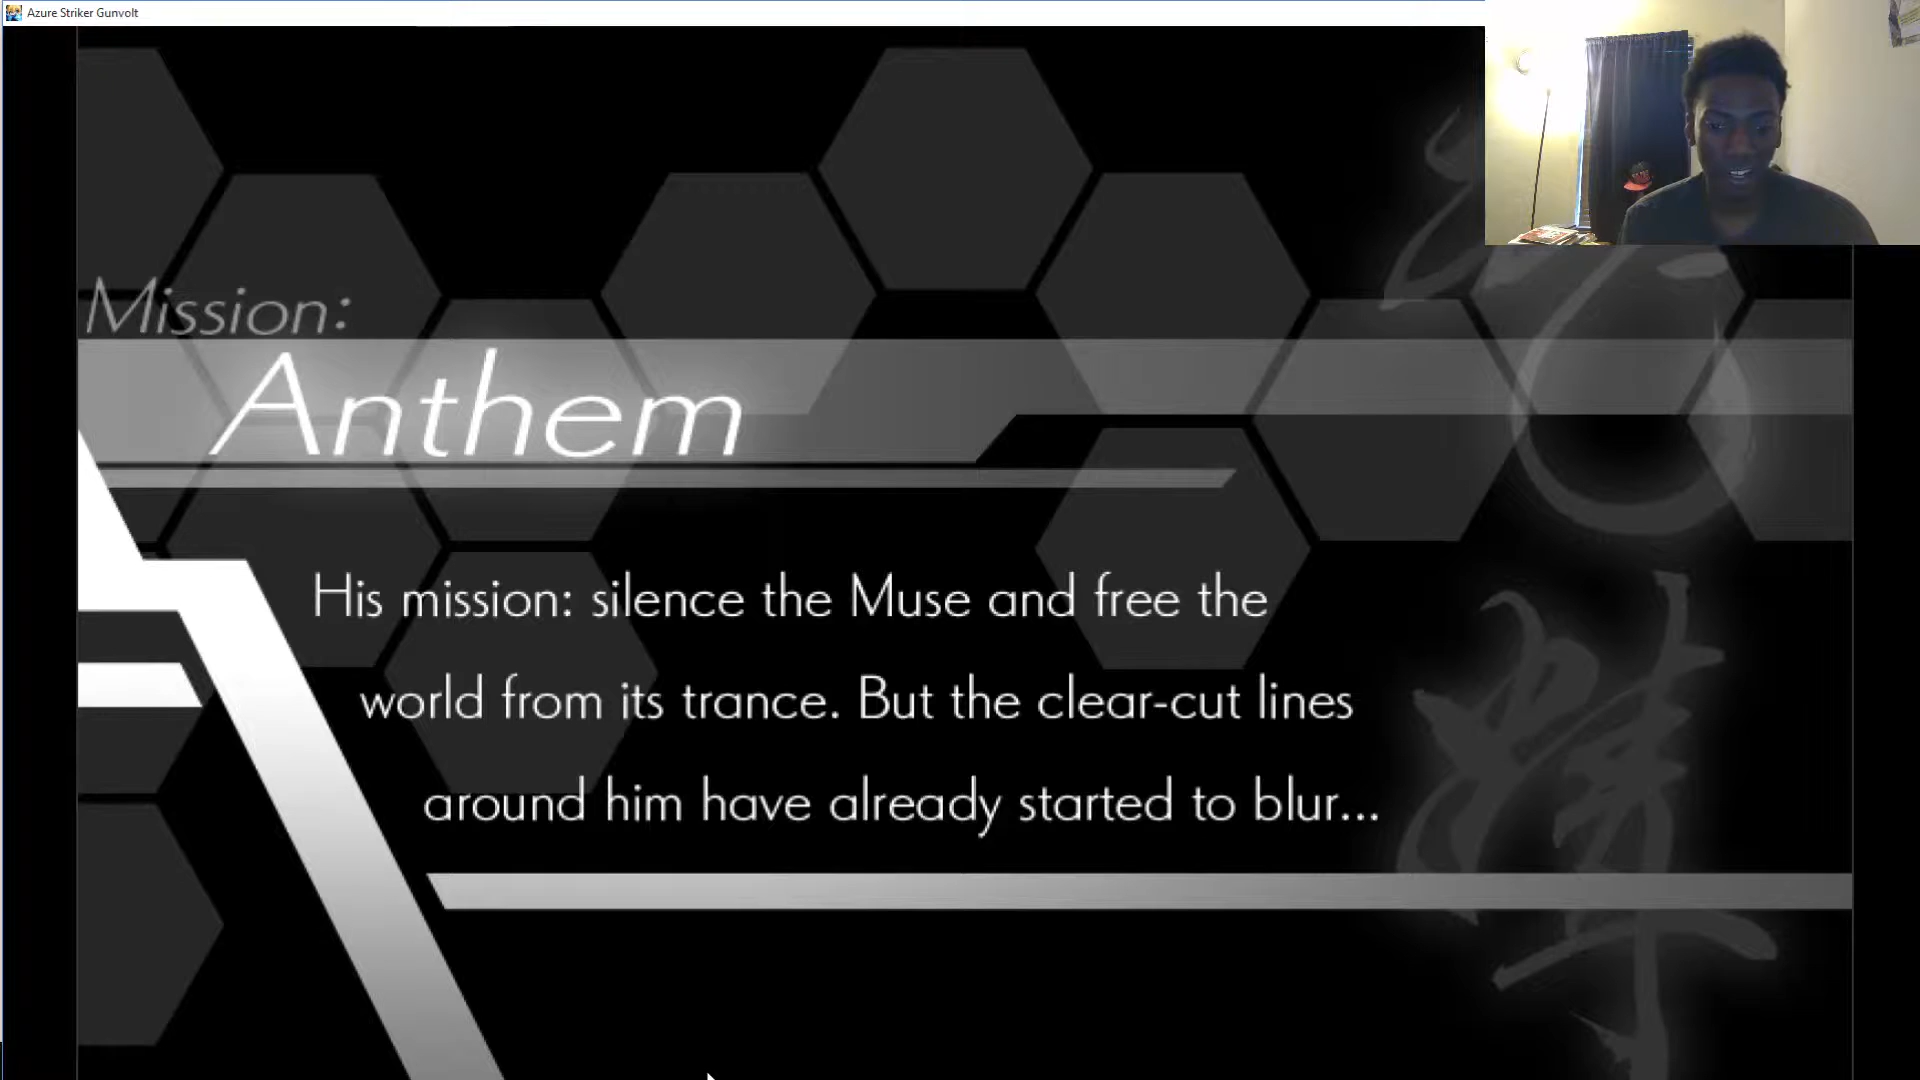 Azure Striker Gunvolt
Mission:
Anthem
His mission: silence the Muse and free the
world from its trance. But the clear-cut lines
around him have already started to blur...